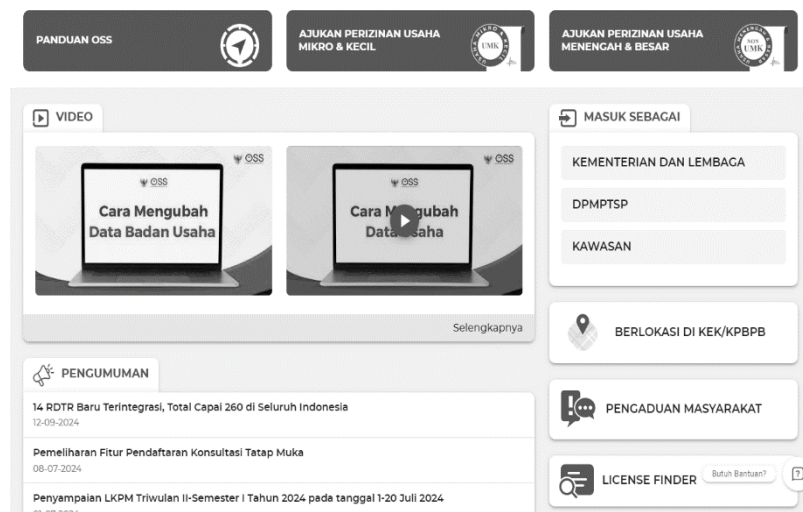 PANDUAN OSS
AJUKAN PERIZINAN USAHA
MIKRO & KECIL
UMK
AJUKAN PERIZINAN USAHA
MENENGAH & BESAR
NON
UMK
VIDEO
OSS
OSS
Cara Mengubah
Data Badan Usaha
OSS
OSS
Cara
gubah
saha
Selengkapnya
PENGUMUMAN
14 RDTR Baru Terintegrasi, Total Capai 260 di Seluruh Indonesia
12-09-2024
Pemeliharan Fitur Pendaftaran Konsultasi Tatap Muka
08-07-2024
Penyampaian LKPM Triwulan II-Semester I Tahun 2024 pada tanggal 1-20 Juli 2024
MASUK SEBAGAI
KEMENTERIAN DAN LEMBAGA
DPMPTSP
KAWASAN
BERLOKASI DI KEK/KPBPB
PENGADUAN MASYARAKAT
LICENSE FINDER
Butuh Bantuan?